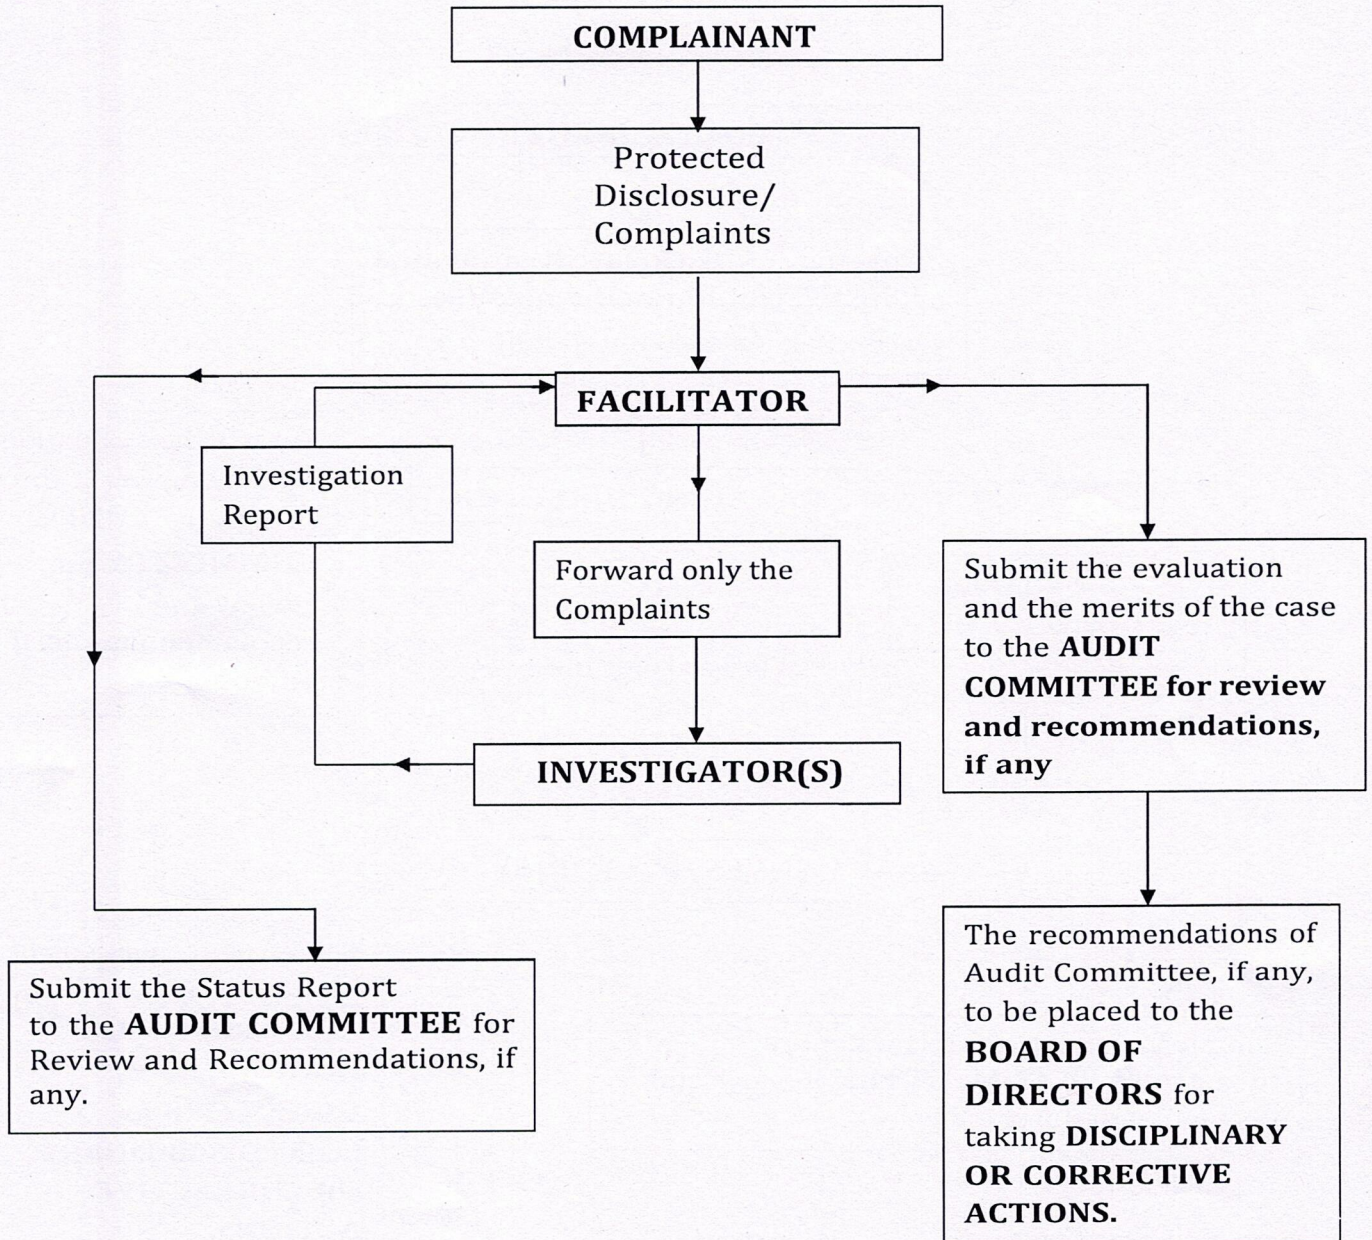 COMPLAINANT
Protected
Disclosure/
Complaints
FACILITATOR
Investigation
Report
Forward only the
Complaints
Submit the evaluation
and the merits of the case
to the AUDIT
COMMITTEE for review
and recommendations,
if any
INVESTIGATOR(S)
Submit the Status Report
to the AUDIT COMMITTEE for
Review and Recommendations, if
any.
The recommendations of
Audit Committee, if any,
to be placed to the
BOARD OF
DIRECTORS for
taking DISCIPLINARY
OR CORRECTIVE
ACTIONS.